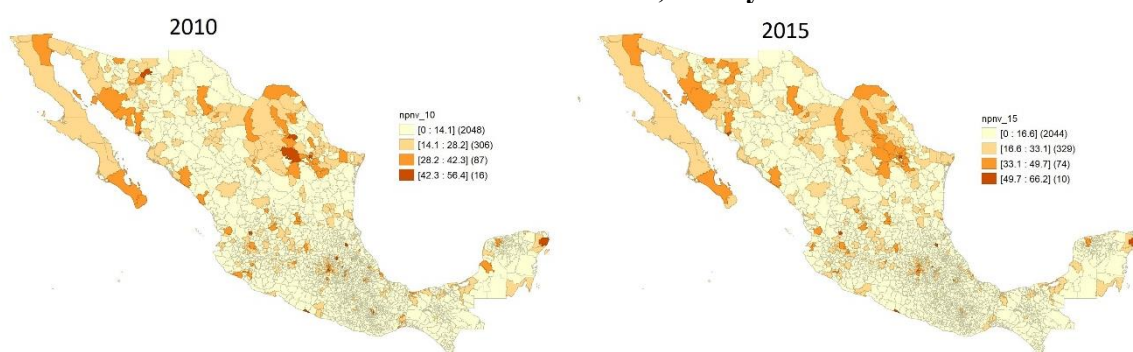 2010
npnv_10
[0 : 14.1] (2048)
[14.1 : 28.2] (306)
[28.2 : 42.3] (87)
[42.3 : 56.4] (16)
2015
npnv_15
[0 : 16.6] (2044)
[16.6 : 33.1] (329)
[33.1 : 49.7] (74)
[49.7 : 66.2] (10)